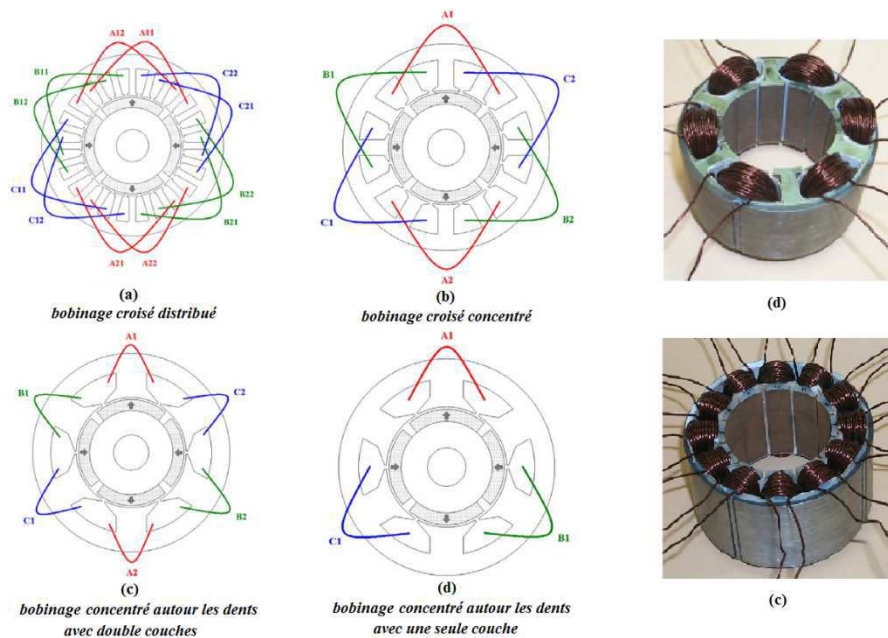 A12 A11
B11
C22
B12
C21
C11
B22
C12
B21
A21 A22
(a)
bobinage croisé distribué
A1
B1
C2
C1
B2
A2
(b)
bobinage croisé concentré
(d)
A1
B1
C2
C1
B2
A2
(c)
bobinage concentré autour les dents
avec double couches
A1
C1
B1
(d)
bobinage concentré autour les dents
avec une seule couche
(c)